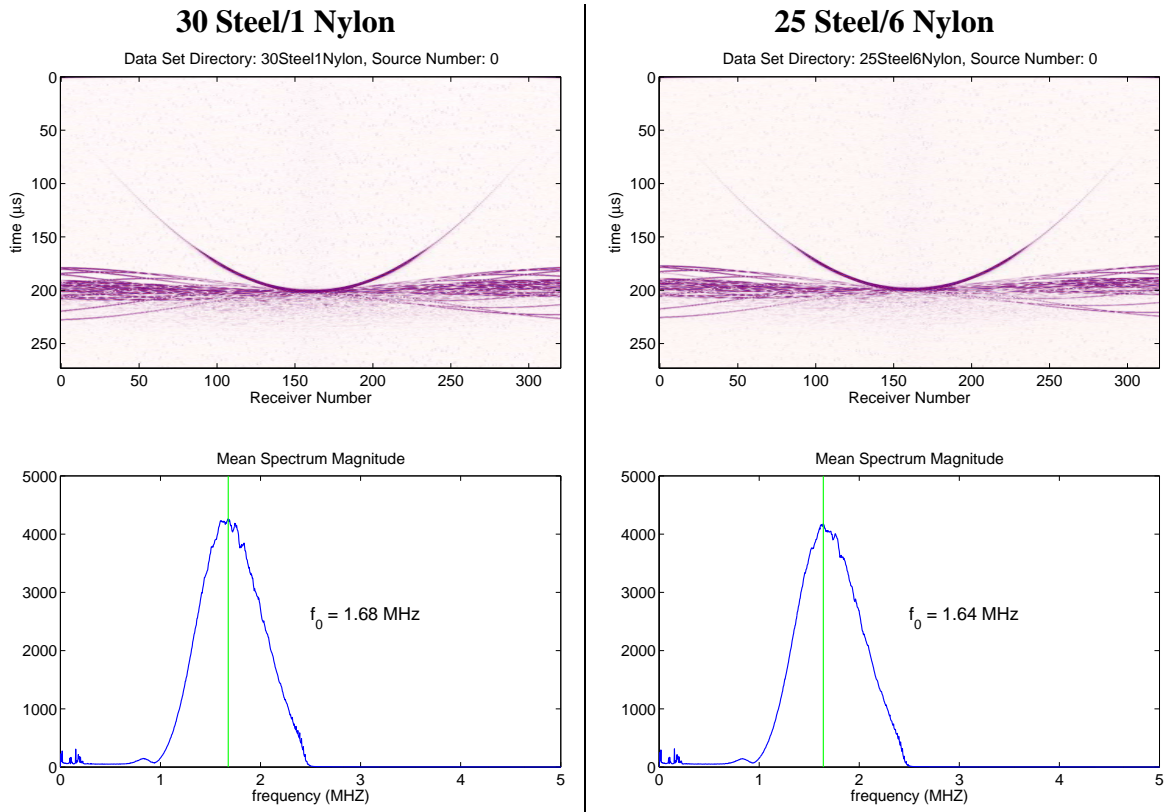 30 Steel/1 Nylon
Data Set Directory: 30Steel1Nylon, Source Number: 0
0
50
100
150
200
250
time (µs)
0 50 100 150 200 250 300
Receiver Number
Mean Spectrum Magnitude
5000
4000
3000
2000
1000
0
f_0 = 1.68 MHz
0 1 2 3 4 5
frequency (MHZ)
25 Steel/6 Nylon
Data Set Directory: 25Steel6Nylon, Source Number: 0
0
50
100
150
200
250
time (µs)
0 50 100 150 200 250 300
Receiver Number
Mean Spectrum Magnitude
5000
4000
3000
2000
1000
0
f_0 = 1.64 MHz
0 1 2 3 4 5
frequency (MHZ)